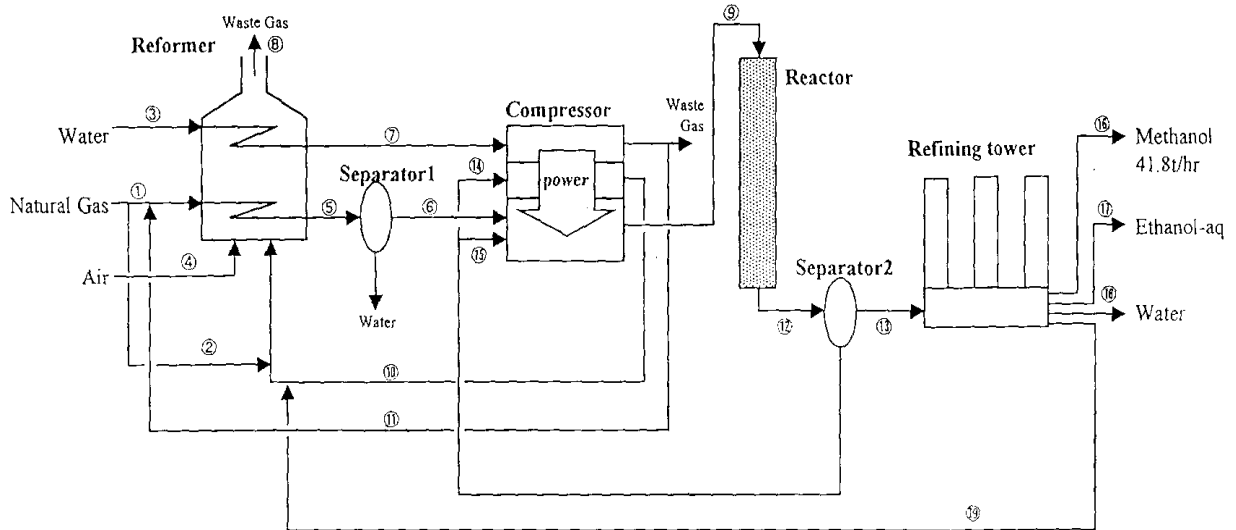 Waste Gas
⑧
Reformer
③
Water
⑦
Compressor
Waste
Gas
⑨
Reactor
①
Natural Gas
⑤
Separator1
⑥
⑭
power
⑮
④
Air
Water
②
⑩
⑪
Separator2
⑫
⑬
Refining tower
⑯
Methanol
41.8t/hr
⑰
Ethanol-aq
⑱
Water
⑲